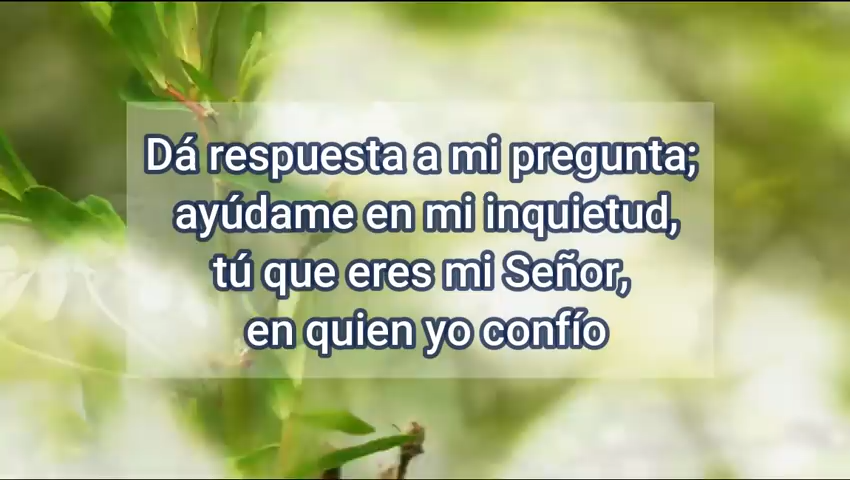 Dá respuesta a mi pregunta;
ayúdame en mi inquietud,
tú que eres mi Señor,
en quien yo confío